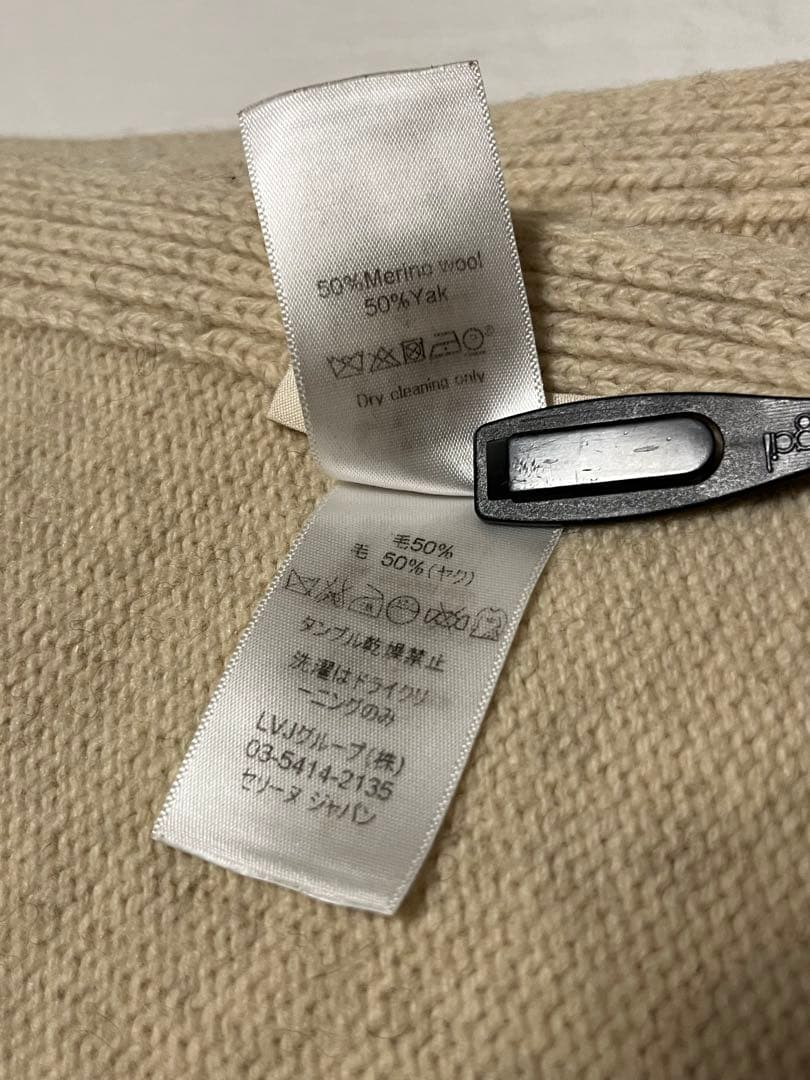 50%Merino wool
50%Yak
Dry cleaning only
毛50%
毛 50%(ヤク)
タンブル乾燥禁止
洗濯はドライクリ
ーニングのみ
LVJグループ(株)
03-5414-2135
セリーヌ ジャパン